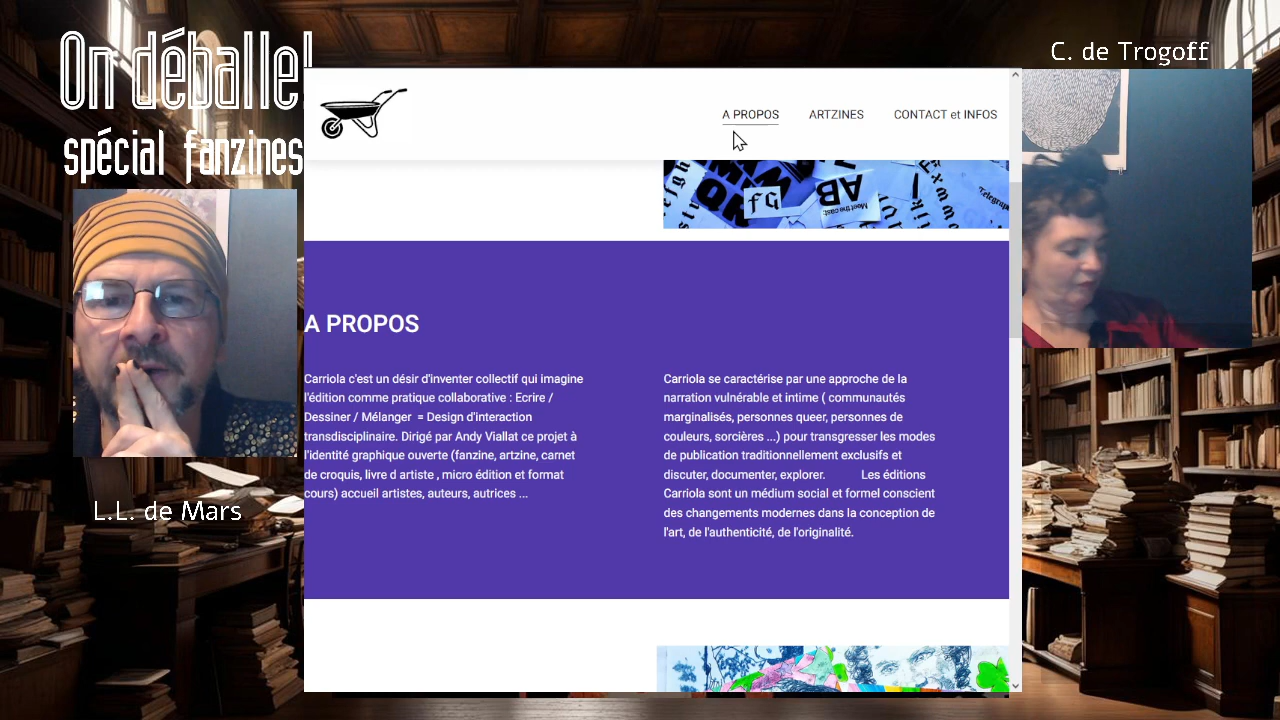 On déballe!
spécial fanzines
C. de Trogoff
A PROPOS
ARTZINES
CONTACT et INFOS
fG
AB
Meet the cast:
Telegraph
A PROPOS
Carriola c'est un désir d'inventer collectif qui imagine
l'édition comme pratique collaborative : Ecrire /
Dessiner / Mélanger = Design d'interaction
transdisciplinaire. Dirigé par Andy Viallat ce projet à
l'identité graphique ouverte (fanzine, artzine, carnet
de croquis, livre d artiste , micro édition et format
cours) accueil artistes, auteurs, autrices ...
Carriola se caractérise par une approche de la
narration vulnérable et intime ( communautés
marginalisés, personnes queer, personnes de
couleurs, sorcières ...) pour transgresser les modes
de publication traditionnellement exclusifs et
discuter, documenter, explorer. Les éditions
Carriola sont un médium social et formel conscient
des changements modernes dans la conception de
l'art, de l'authenticité, de l'originalité.
L.L. de Mars